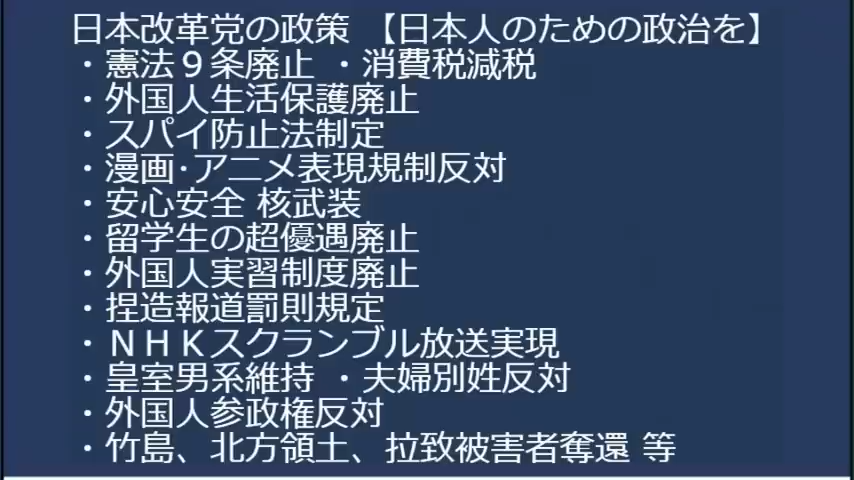 日本改革党の政策 【日本人のための政治を】
・憲法９条廃止 ・消費税減税
・外国人生活保護廃止
・スパイ防止法制定
・漫画･アニメ表現規制反対
・安心安全 核武装
・留学生の超優遇廃止
・外国人実習制度廃止
・捏造報道罰則規定
・ＮＨＫスクランブル放送実現
・皇室男系維持 ・夫婦別姓反対
・外国人参政権反対
・竹島、北方領土、拉致被害者奪還 等